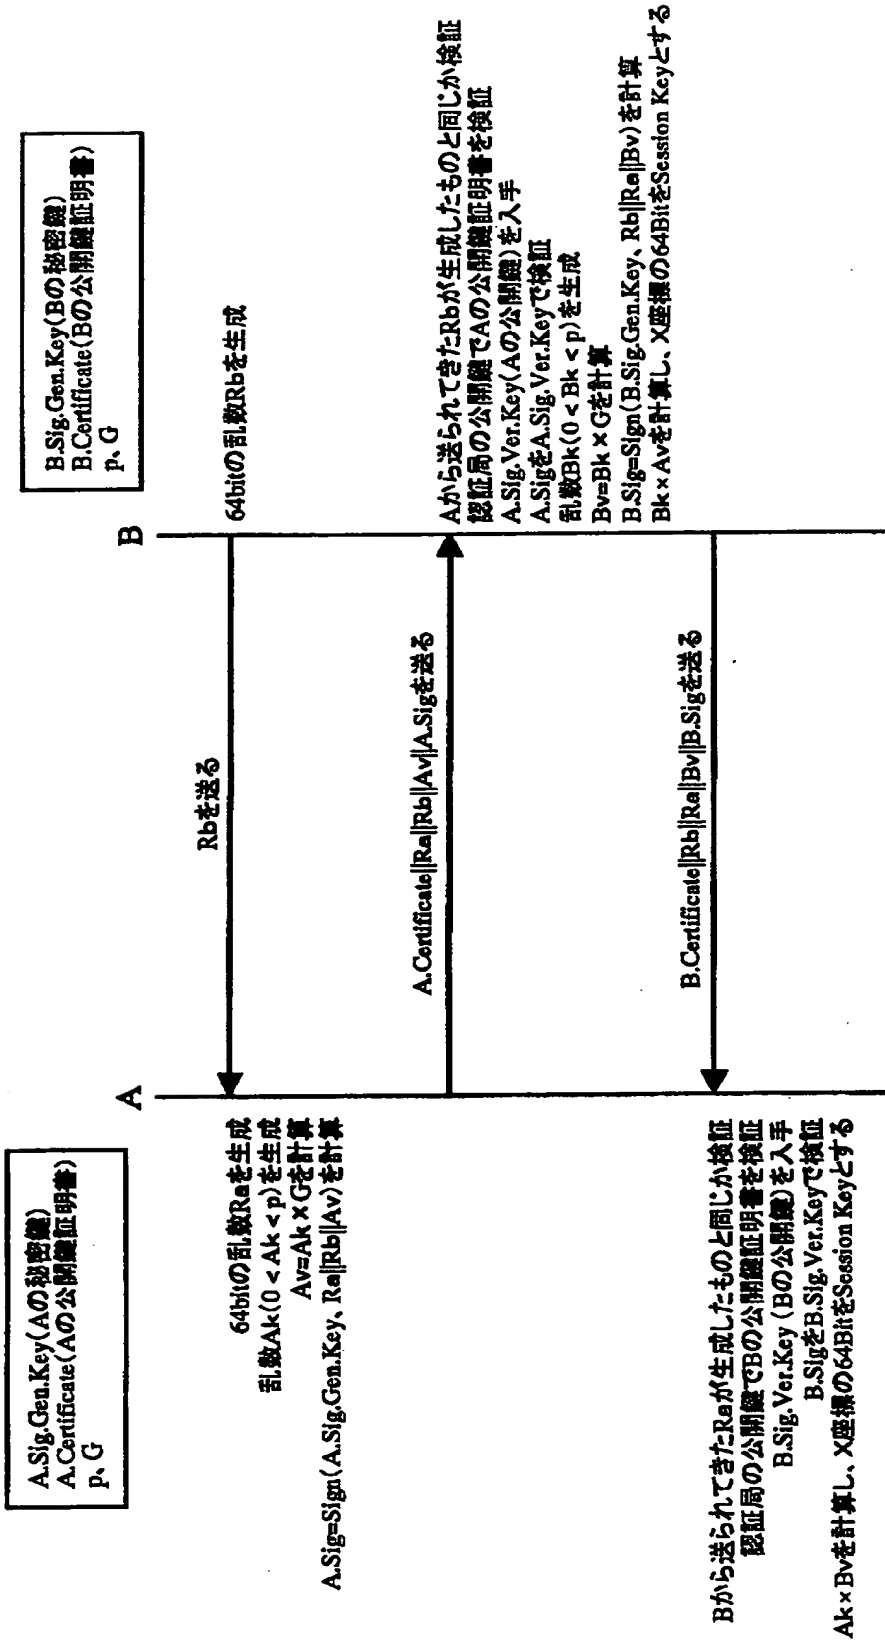 A.Sig.Gen.Key(Aの秘密鍵)
A.Certificate(Aの公開鍵証明書)
p、G
B.Sig.Gen.Key(Bの秘密鍵)
B.Certificate(Bの公開鍵証明書)
p、G
A
B
64bitの乱数Rbを生成
Rbを送る
64bitの乱数Raを生成
乱数Ak(0<Ak<p)を生成
Av=Ak×Gを計算
A.Sig=Sign(A.Sig.Gen.Key、Ra||Rb||Av)を計算
A.Certificate||Ra||Rb||Av||A.Sigを送る
Aから送られてきたRbが生成したものと同じか検証
認証局の公開鍵でAの公開鍵証明書を検証
A.Sig.Ver.Key(Aの公開鍵)を入手
A.SigをA.Sig.Ver.Keyで検証
乱数Bk(0<Bk<p)を生成
Bv=Bk×Gを計算
B.Sig=Sign(B.Sig.Gen.Key、Rb||Ra||Bv)を計算
Bk×Avを計算し、X座標の64BitをSession Keyとする
B.Certificate||Rb||Ra||Bv||B.Sigを送る
Bから送られてきたRaが生成したものと同じか検証
認証局の公開鍵でBの公開鍵証明書を検証
B.Sig.Ver.Key(Bの公開鍵)を入手
B.SigをB.Sig.Ver.Keyで検証
Ak×Bvを計算し、X座標の64BitをSession Keyとする